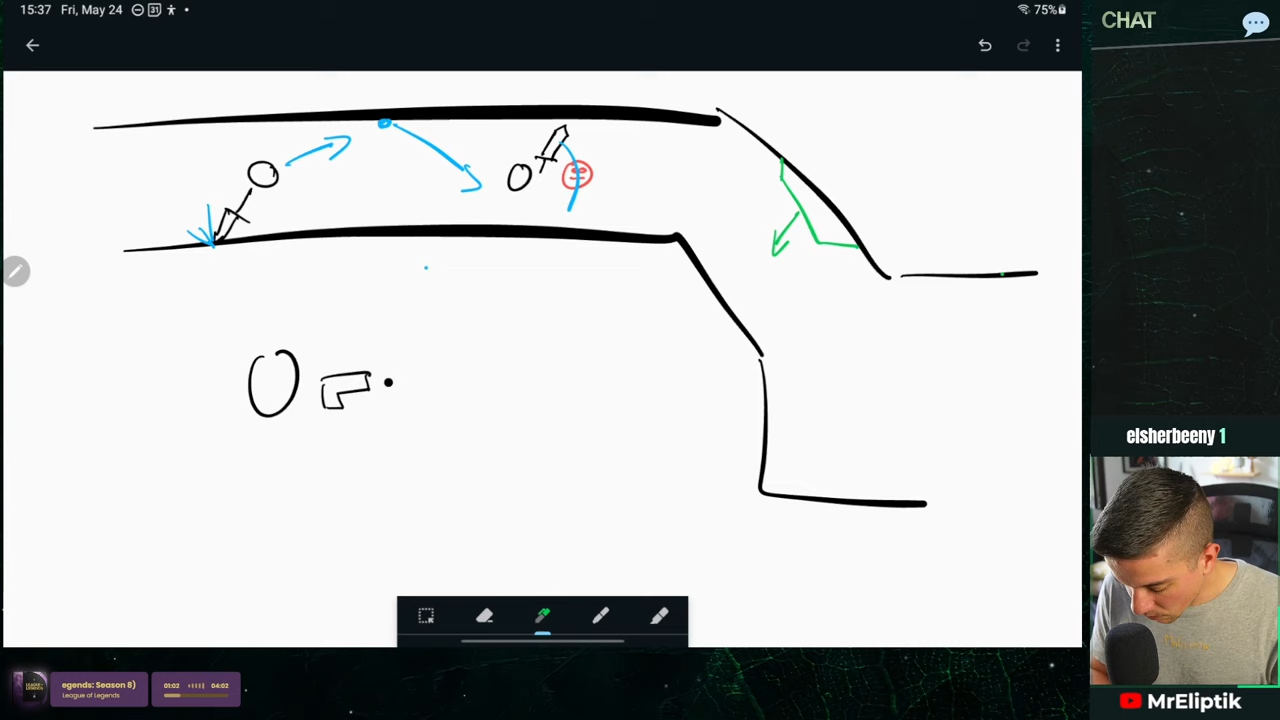 15:37 Fri, May 24 31 75%
CHAT
elsherbeeny 1
egends: Season 8)
League of Legends
01:02 04:02
MrEliptik